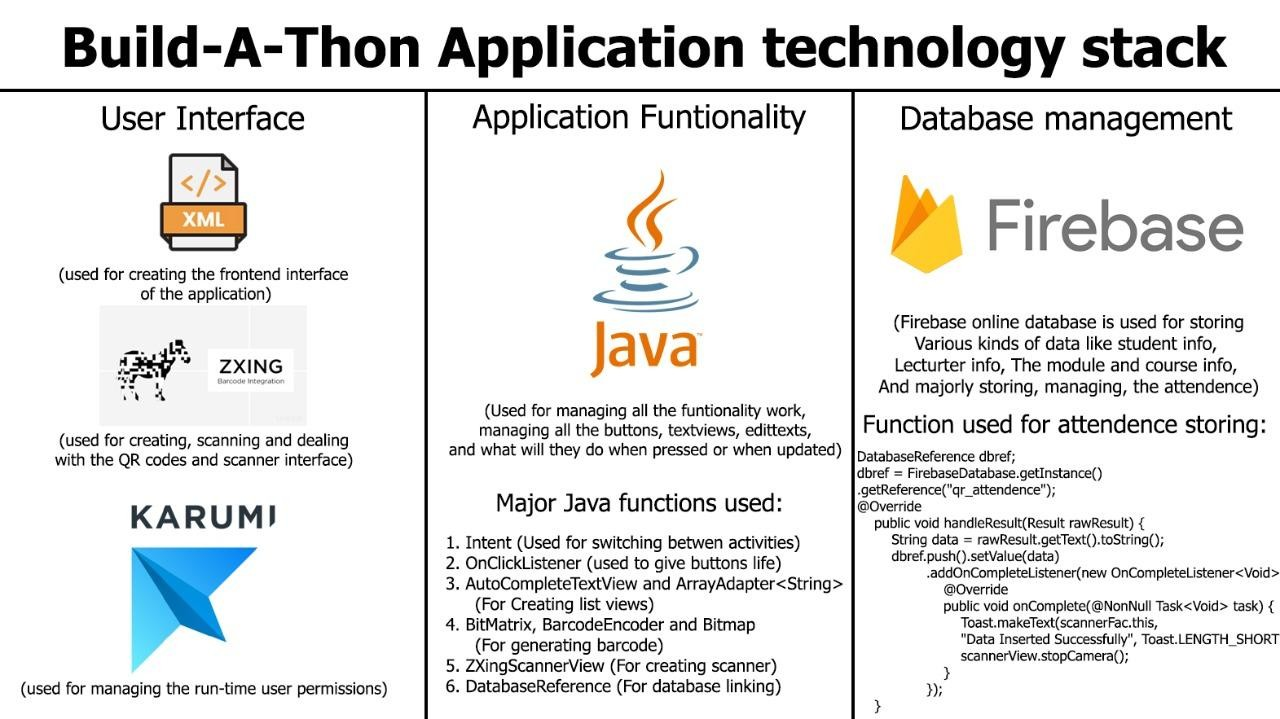 Build-A-Thon Application technology stack
User Interface
</>
XML
(used for creating the frontend interface
of the application)
ZXING
Barcode Integration
(used for creating, scanning and dealing
with the QR codes and scanner interface)
KARUMI
(used for managing the run-time user permissions)
Application Funtionality
Java™
(Used for managing all the funtionality work,
managing all the buttons, textviews, edittexts,
and what will they do when pressed or when updated)
Major Java functions used:
1. Intent (Used for switching betwen activities)
2. OnClickListener (used to give buttons life)
3. AutoCompleteTextView and ArrayAdapter<String>
(For Creating list views)
4. BitMatrix, BarcodeEncoder and Bitmap
(For generating barcode)
5. ZXingScannerView (For creating scanner)
6. DatabaseReference (For database linking)
Database management
Firebase
(Firebase online database is used for storing
Various kinds of data like student info,
Lecturter info, The module and course info,
And majorly storing, managing, the attendence)
Function used for attendence storing:
DatabaseReference dbref;
dbref = FirebaseDatabase.getInstance()
.getReference("qr_attendence");
@Override
public void handleResult(Result rawResult) {
String data = rawResult.getText().toString();
dbref.push().setValue(data)
.addOnCompleteListener(new OnCompleteListener<Void>
@Override
public void onComplete(@NonNull Task<Void> task) {
Toast.makeText(scannerFac.this,
"Data Inserted Successfully", Toast.LENGTH_SHORT
scannerView.stopCamera();
}
});
}